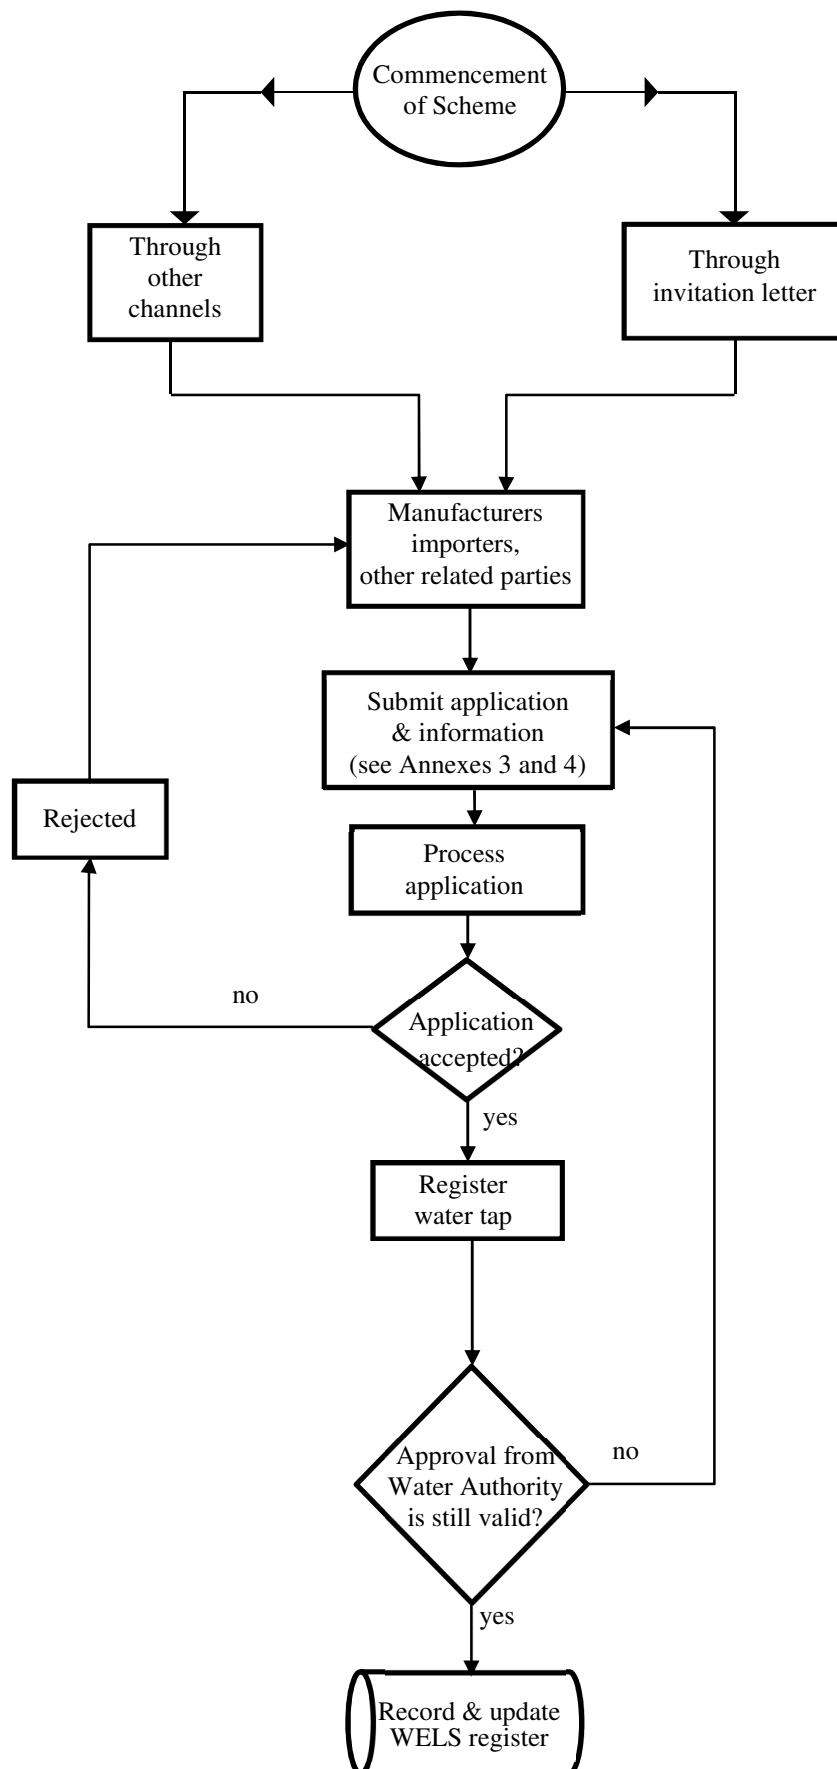 Commencement
of Scheme
Through
other
channels
Through
invitation letter
Manufacturers
importers,
other related parties
Submit application
& information
(see Annexes 3 and 4)
Rejected
Process
application
no
Application
accepted?
yes
Register
water tap
Approval from
Water Authority
is still valid?
no
yes
Record & update
WELS register